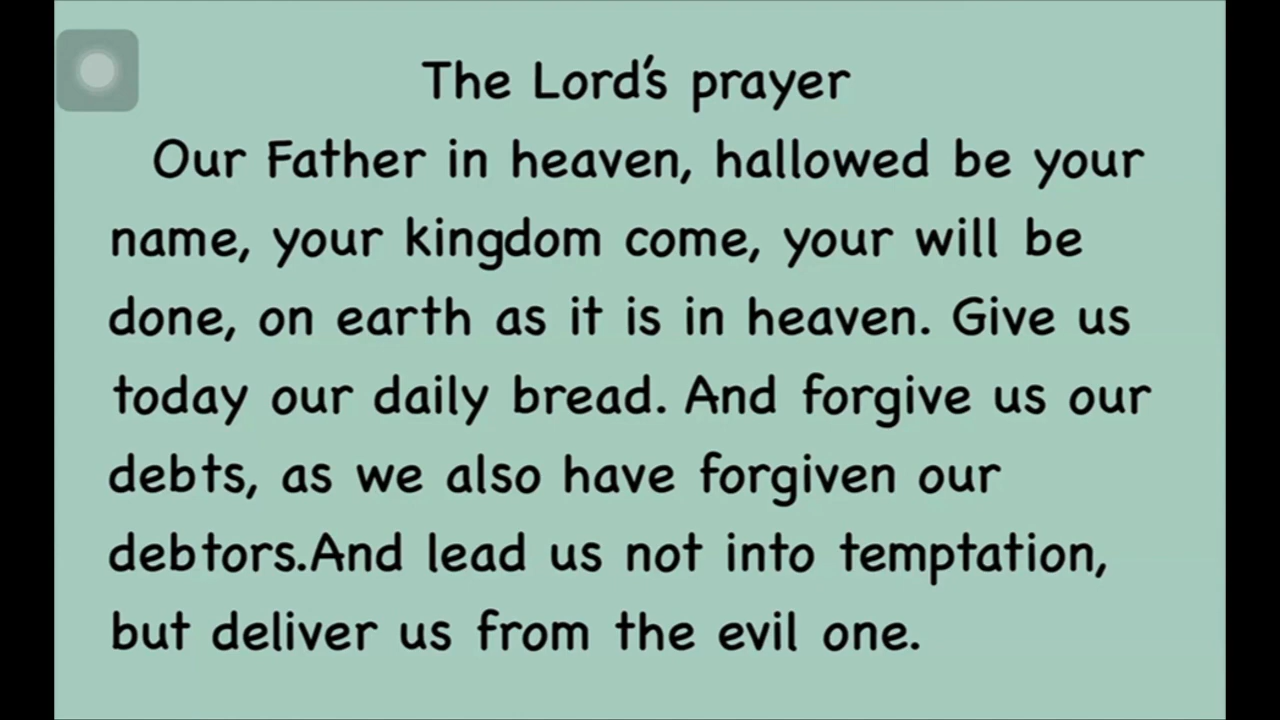 The Lord's prayer
Our Father in heaven, hallowed be your
name, your kingdom come, your will be
done, on earth as it is in heaven. Give us
today our daily bread. And forgive us our
debts, as we also have forgiven our
debtors.And lead us not into temptation,
but deliver us from the evil one.